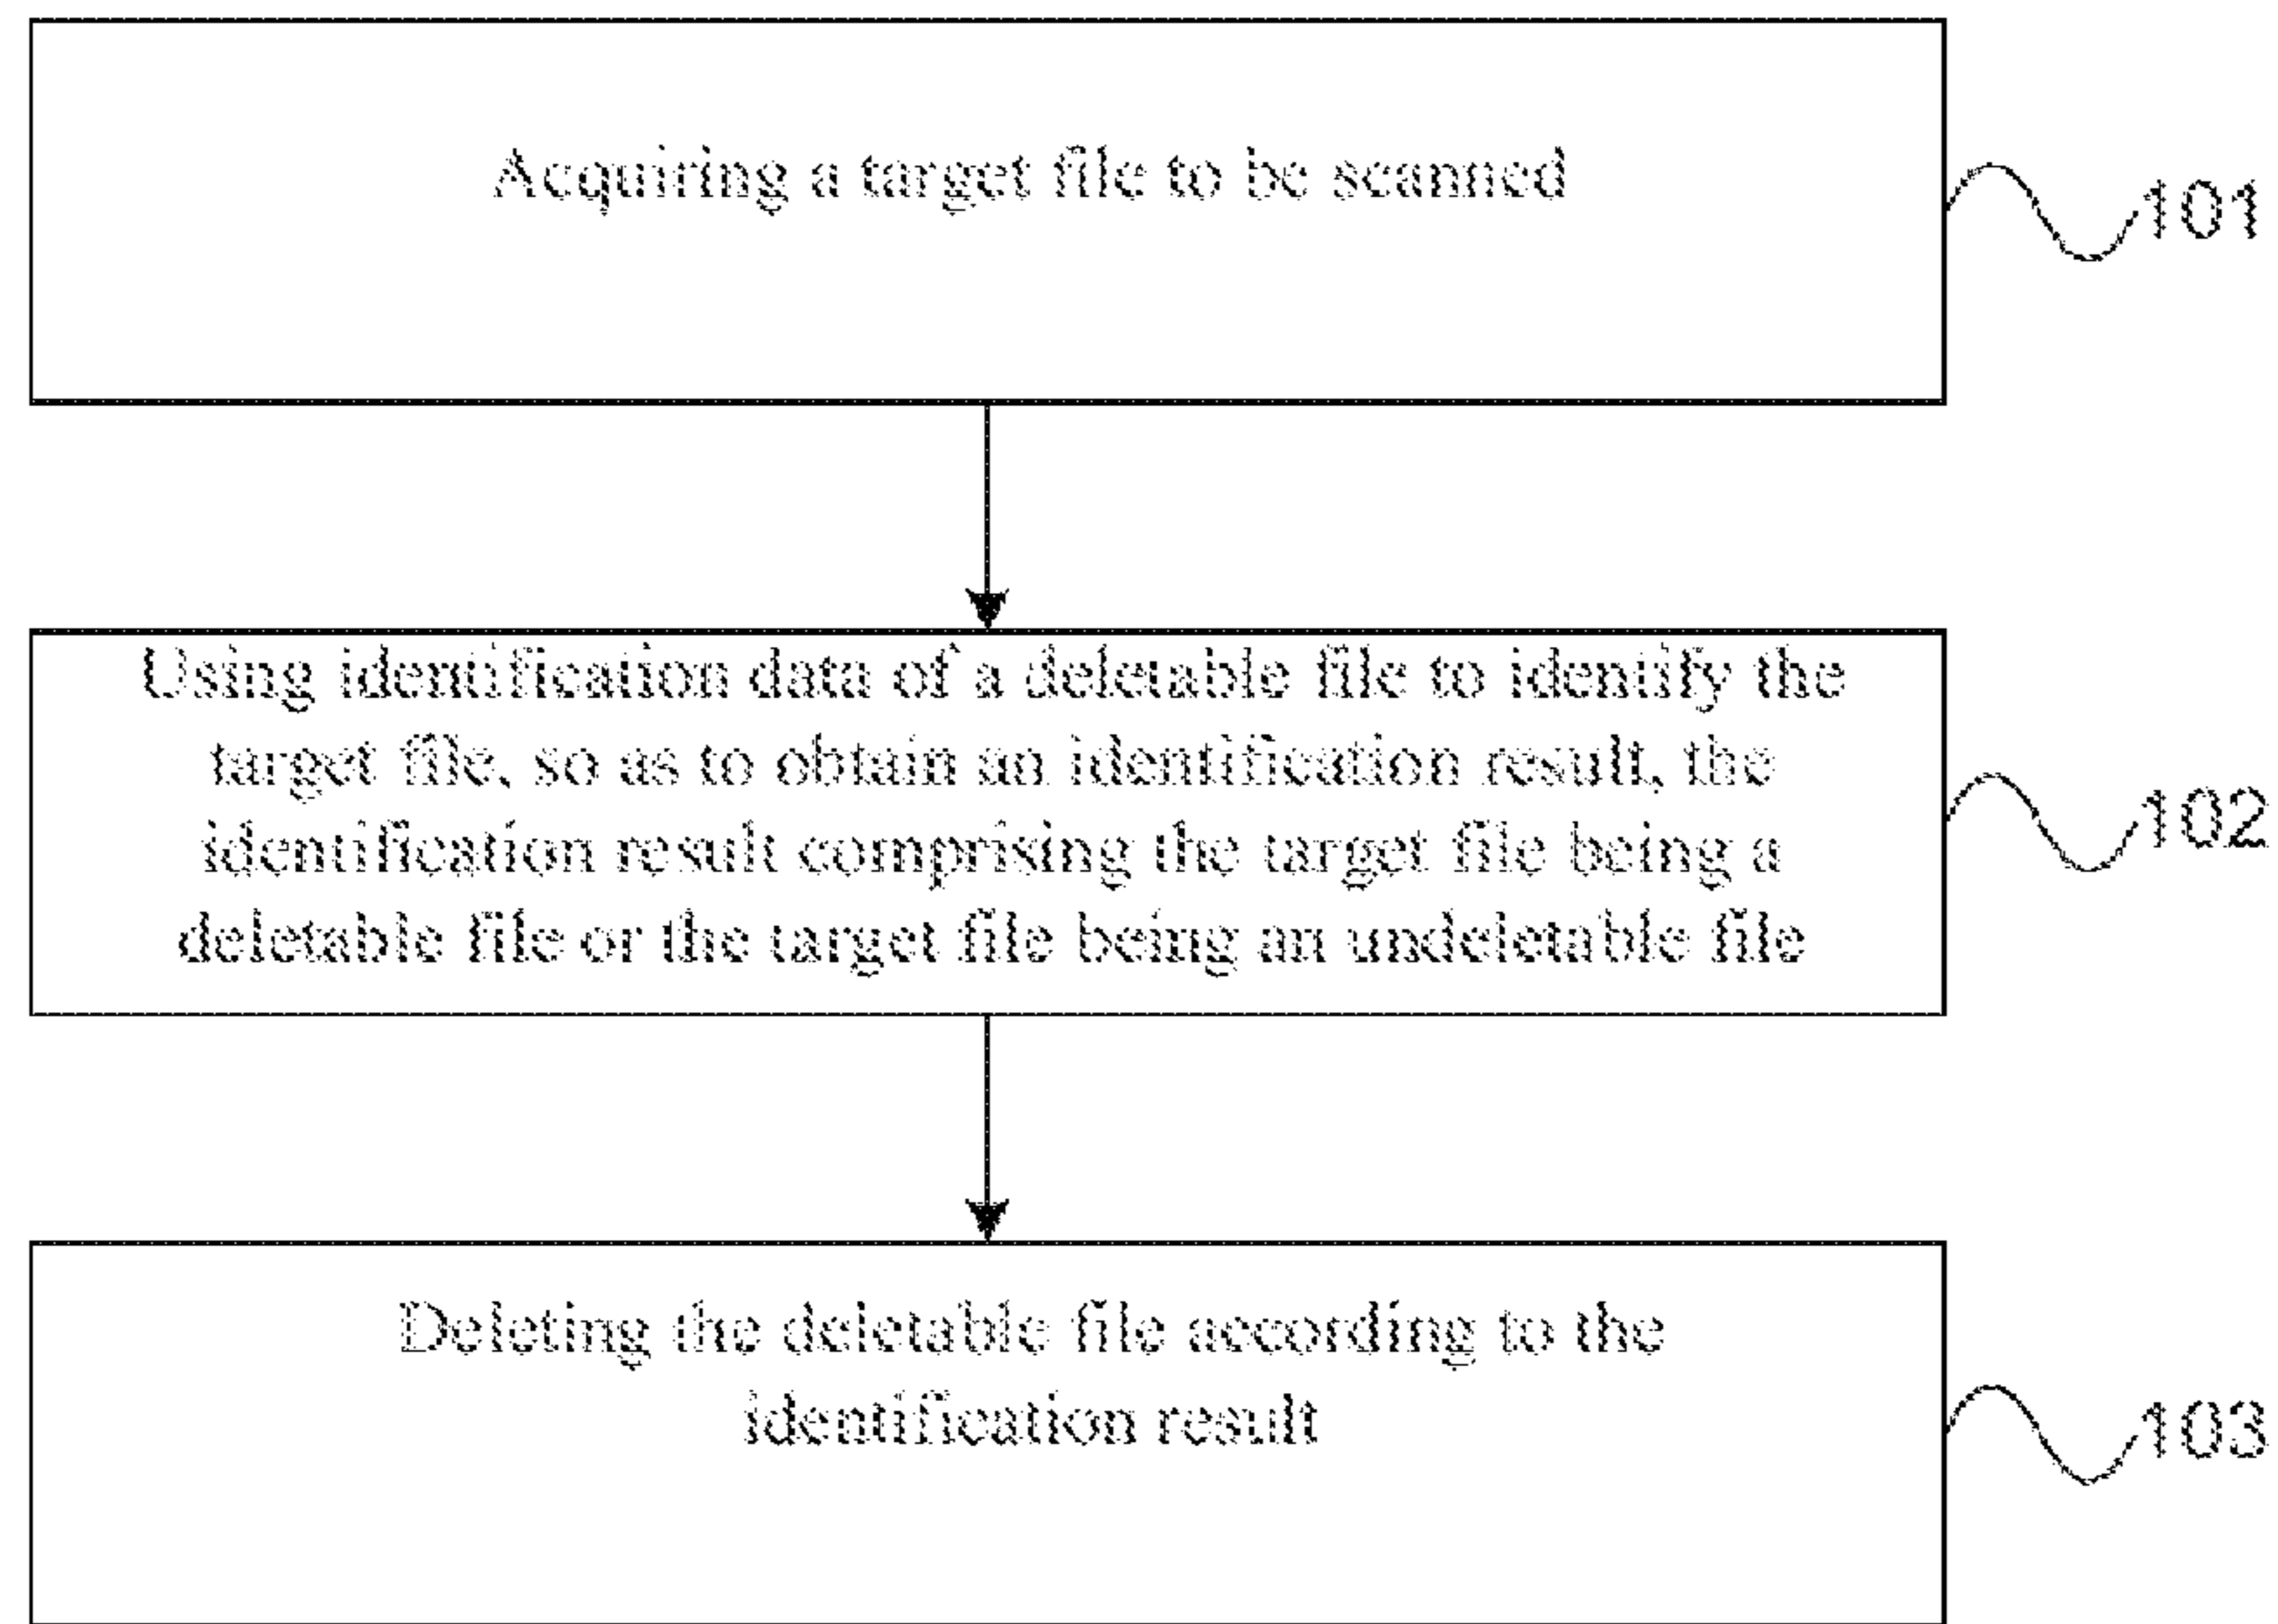 Acquiring a target file to be scanned
101
Using identification data of a deletable file to identify the
target file, so as to obtain an identification result, the
identification result comprising the target file being a
deletable file or the target file being an undeletable file
102
Deleting the deletable file according to the
identification result
103